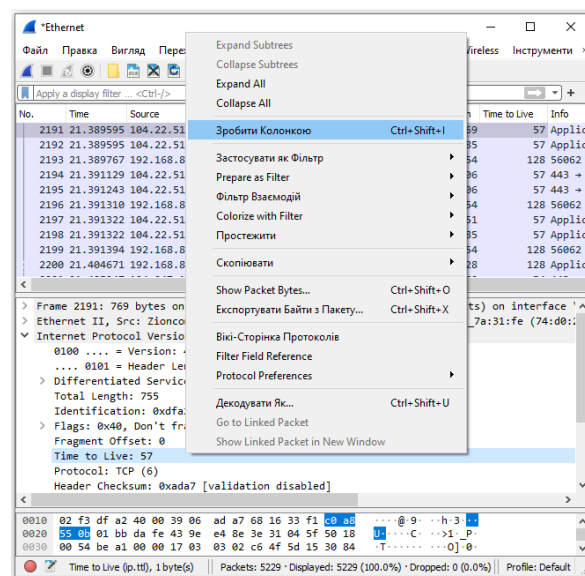 *Ethernet
Файл Правка Вигляд Wireless Інструменти
Apply a display filter ... <Ctrl-/>
No. Time Source Time to Live Info
2191 21.389595 104.22.51 57 Applic
2192 21.389595 104.22.51 57 Applic
2193 21.389767 192.168.8 128 56062
2194 21.391129 104.22.51 57 443 →
2195 21.391243 104.22.51 57 443 →
2196 21.391310 192.168.8 128 56062
2197 21.391322 104.22.51 57 Applic
2198 21.391322 104.22.51 57 Applic
2199 21.391394 192.168.8 128 56062
2200 21.404671 192.168.8 128 Applic
Expand Subtrees
Collapse Subtrees
Expand All
Collapse All
Зробити Колонкою Ctrl+Shift+I
Застосувати як Фільтр
Prepare as Filter
Фільтр Взаємодій
Colorize with Filter
Простежити
Скопіювати
Show Packet Bytes... Ctrl+Shift+O
Експортувати Байти з Пакету... Ctrl+Shift+X
Вікі-Сторінка Протоколів
Filter Field Reference
Protocol Preferences
Декодувати Як... Ctrl+Shift+U
Go to Linked Packet
Show Linked Packet in New Window
Frame 2191: 769 bytes on ts) on interface
Ethernet II, Src: Zionco _7a:31:fe (74:d0:2
Internet Protocol Versio
0100 .... = Version: 4
.... 0101 = Header Len
Differentiated Service
Total Length: 755
Identification: 0xdfa2
Flags: 0x40, Don't fra
Fragment Offset: 0
Time to Live: 57
Protocol: TCP (6)
Header Checksum: 0xada7 [validation disabled]
0010 02 f3 df a2 40 00 39 06 ad a7 68 16 33 f1 c0 a8 ····@·9· ··h·3···
0020 55 0b 01 bb da fe 43 9e e4 8e 3e 31 04 5f 50 18 U·····C· ··>1·_P·
0030 00 54 be a1 00 00 17 03 03 02 c6 4f 5d 15 30 84 ·T······ ···O]·0·
Time to Live (ip.ttl), 1 byte(s) Packets: 5229 · Displayed: 5229 (100.0%) · Dropped: 0 (0.0%) Profile: Default